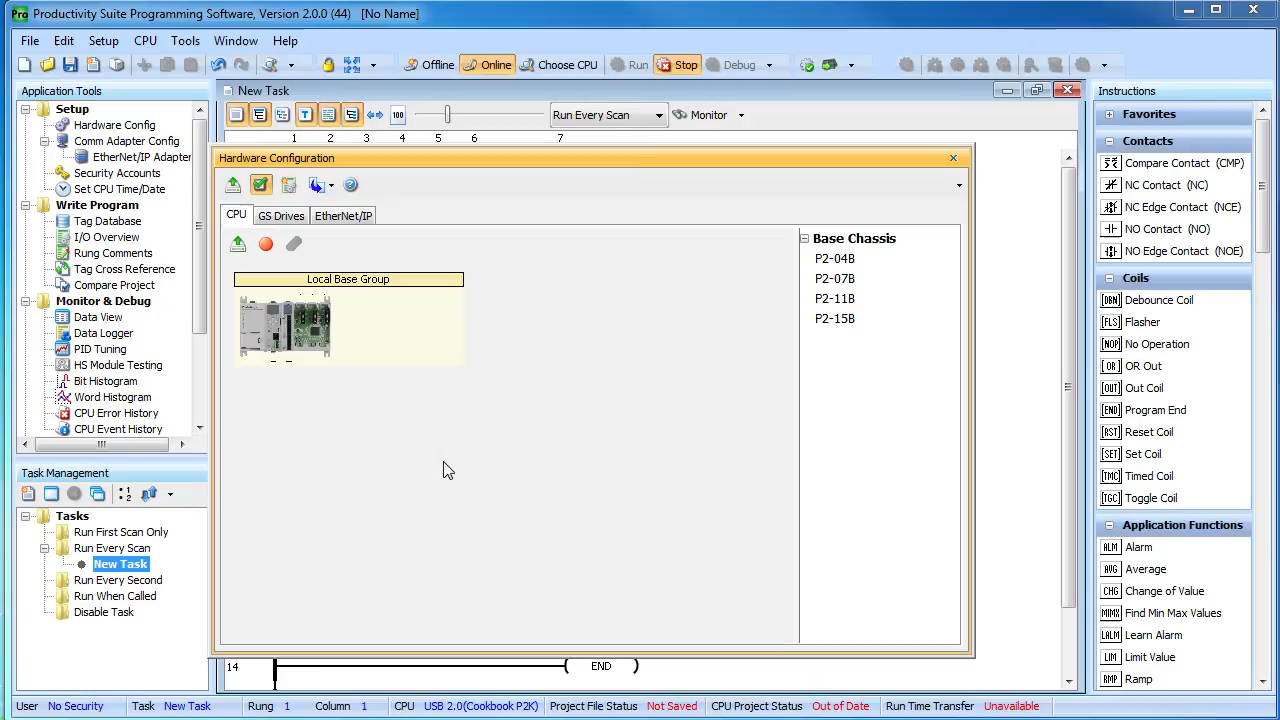 Pro Productivity Suite Programming Software, Version 2.0.0 (44)   [No Name]
File Edit Setup CPU Tools Window Help
Offline Online Choose CPU Run Stop Debug
Application Tools
Setup
Hardware Config
Comm Adapter Config
EtherNet/IP Adapter
Security Accounts
Set CPU Time/Date
Write Program
Tag Database
I/O Overview
Rung Comments
Tag Cross Reference
Compare Project
Monitor & Debug
Data View
Data Logger
PID Tuning
HS Module Testing
Bit Histogram
Word Histogram
CPU Error History
CPU Event History
Task Management
Tasks
Run First Scan Only
Run Every Scan
New Task
Run Every Second
Run When Called
Disable Task
New Task
100 Run Every Scan Monitor
1 2 3 4 5 6 7
Hardware Configuration
CPU GS Drives EtherNet/IP
Local Base Group
Base Chassis
P2-04B
P2-07B
P2-11B
P2-15B
14 END
Instructions
Favorites
Contacts
Compare Contact (CMP)
NC Contact (NC)
NC Edge Contact (NCE)
NO Contact (NO)
NO Edge Contact (NOE)
Coils
DBN Debounce Coil
FLS Flasher
NOP No Operation
OR OR Out
OUT Out Coil
END Program End
RST Reset Coil
SET Set Coil
TMC Timed Coil
TGC Toggle Coil
Application Functions
ALM Alarm
AVG Average
CHG Change of Value
MIMX Find Min Max Values
LALM Learn Alarm
LIM Limit Value
RMP Ramp
User No Security Task New Task Rung 1 Column 1 CPU USB 2.0(Cookbook P2K) Project File Status Not Saved CPU Project Status Out of Date Run Time Transfer Unavailable